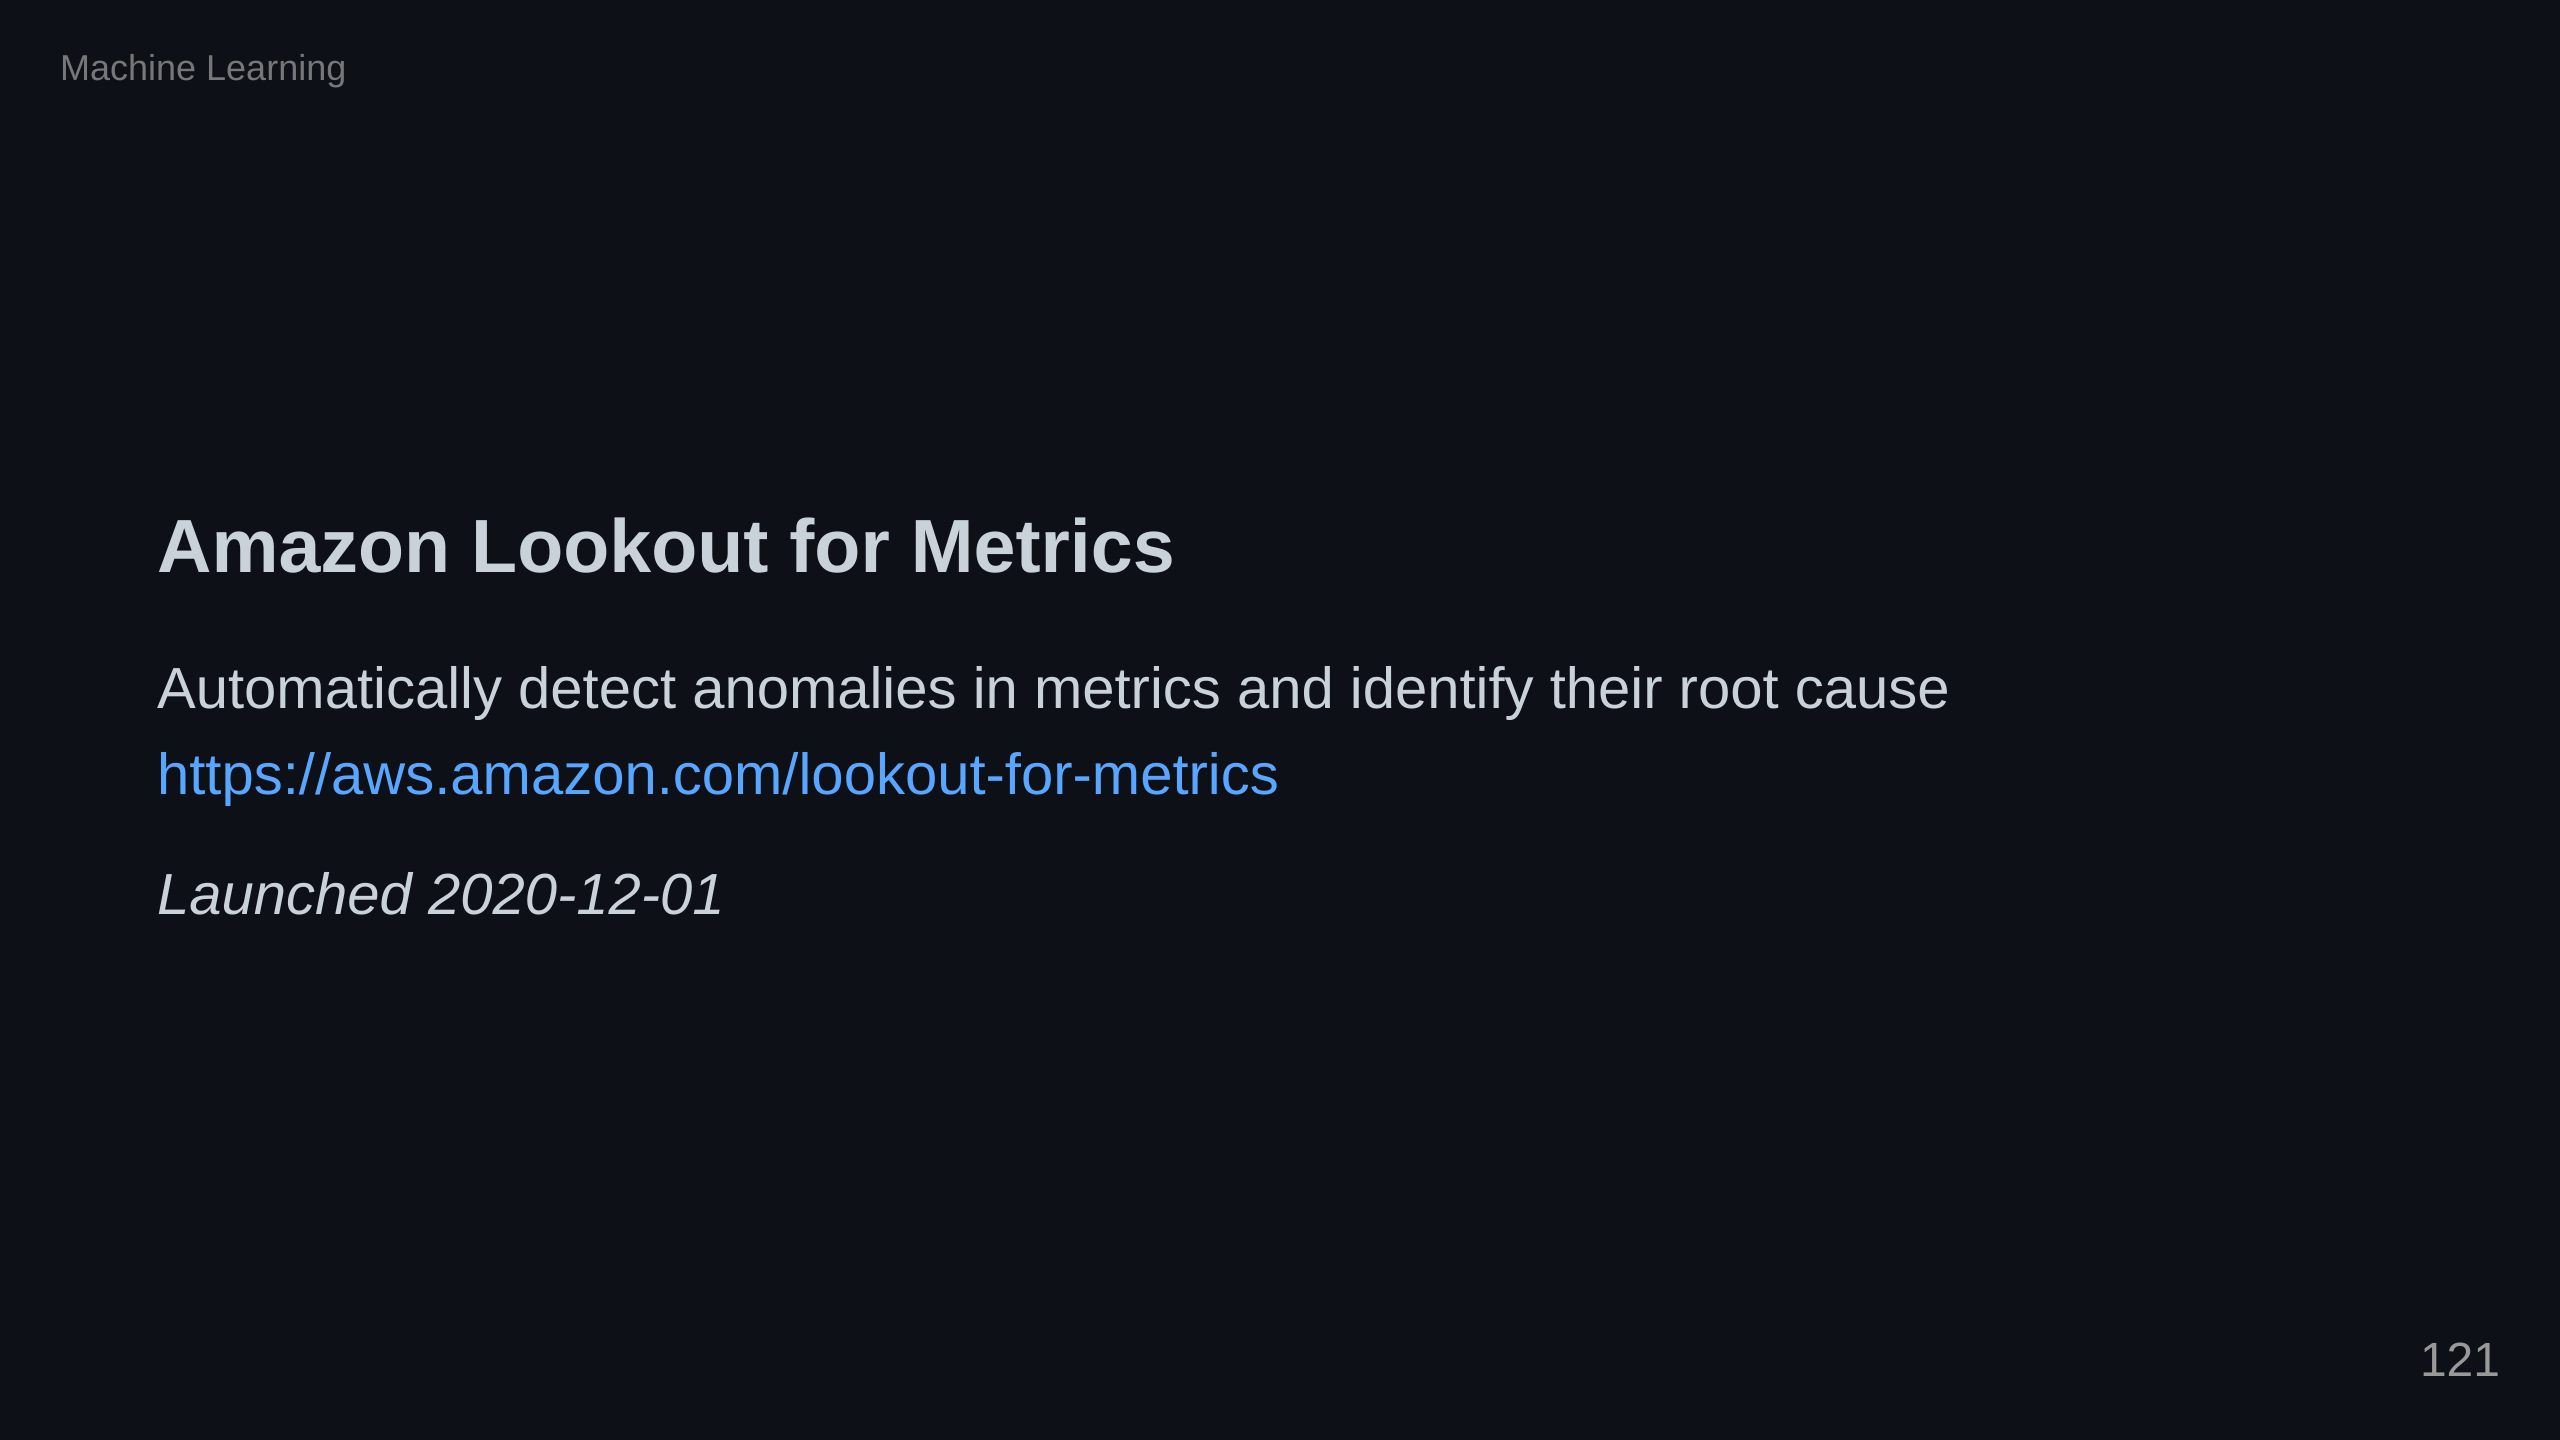 Machine Learning
Amazon Lookout for Metrics
Automatically detect anomalies in metrics and identify their root cause
https://aws.amazon.com/lookout-for-metrics
Launched 2020-12-01
121